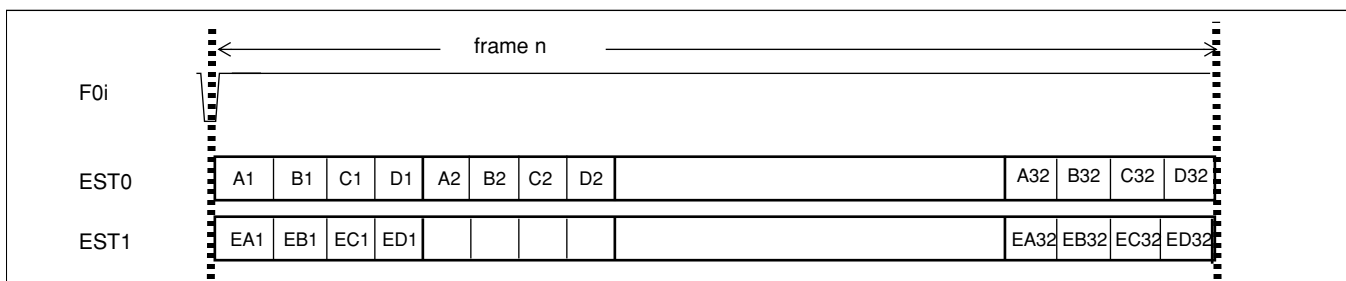 frame n
F0i
EST0 A1 B1 C1 D1 A2 B2 C2 D2 A32 B32 C32 D32
EST1 EA1 EB1 EC1 ED1 EA32 EB32 EC32 ED32